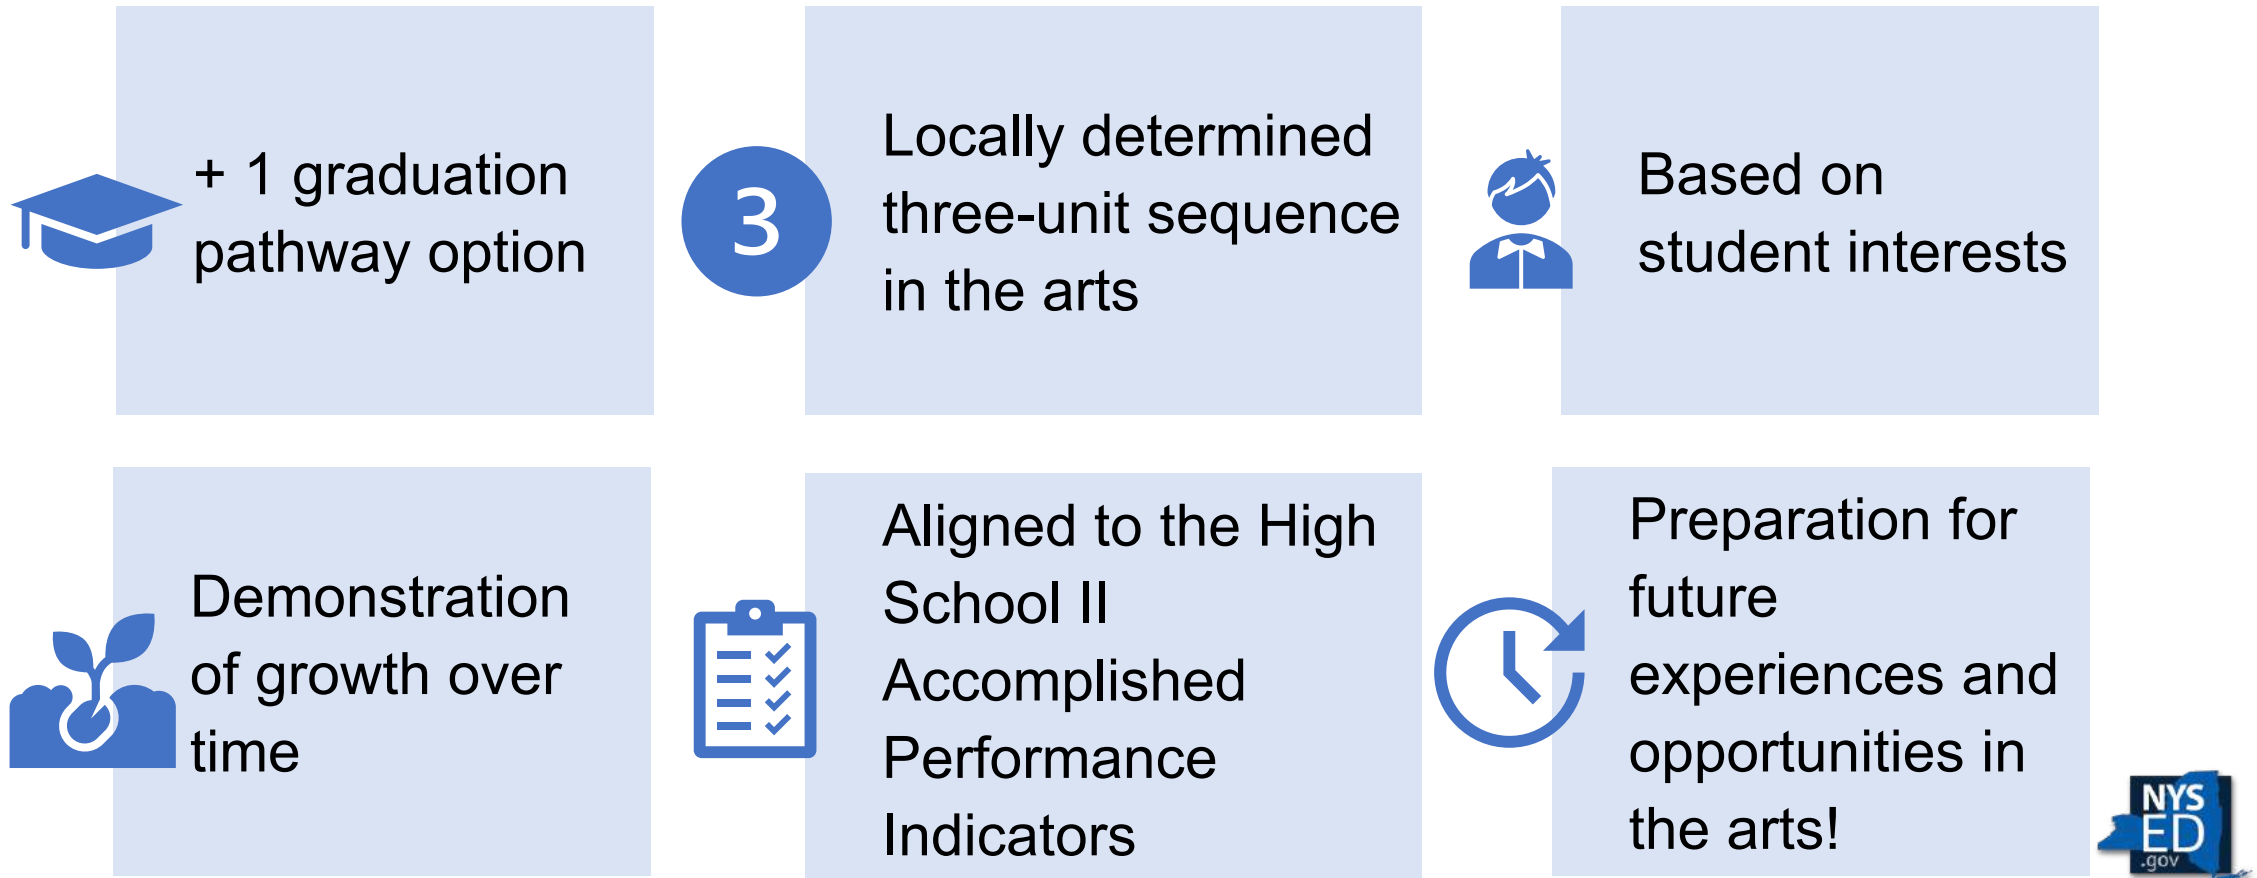 + 1 graduation
pathway option
3
Locally determined
three-unit sequence
in the arts
Based on
student interests
Demonstration
of growth over
time
Aligned to the High
School II
Accomplished
Performance
Indicators
Preparation for
future
experiences and
opportunities in
the arts!
NYS
ED
.gov